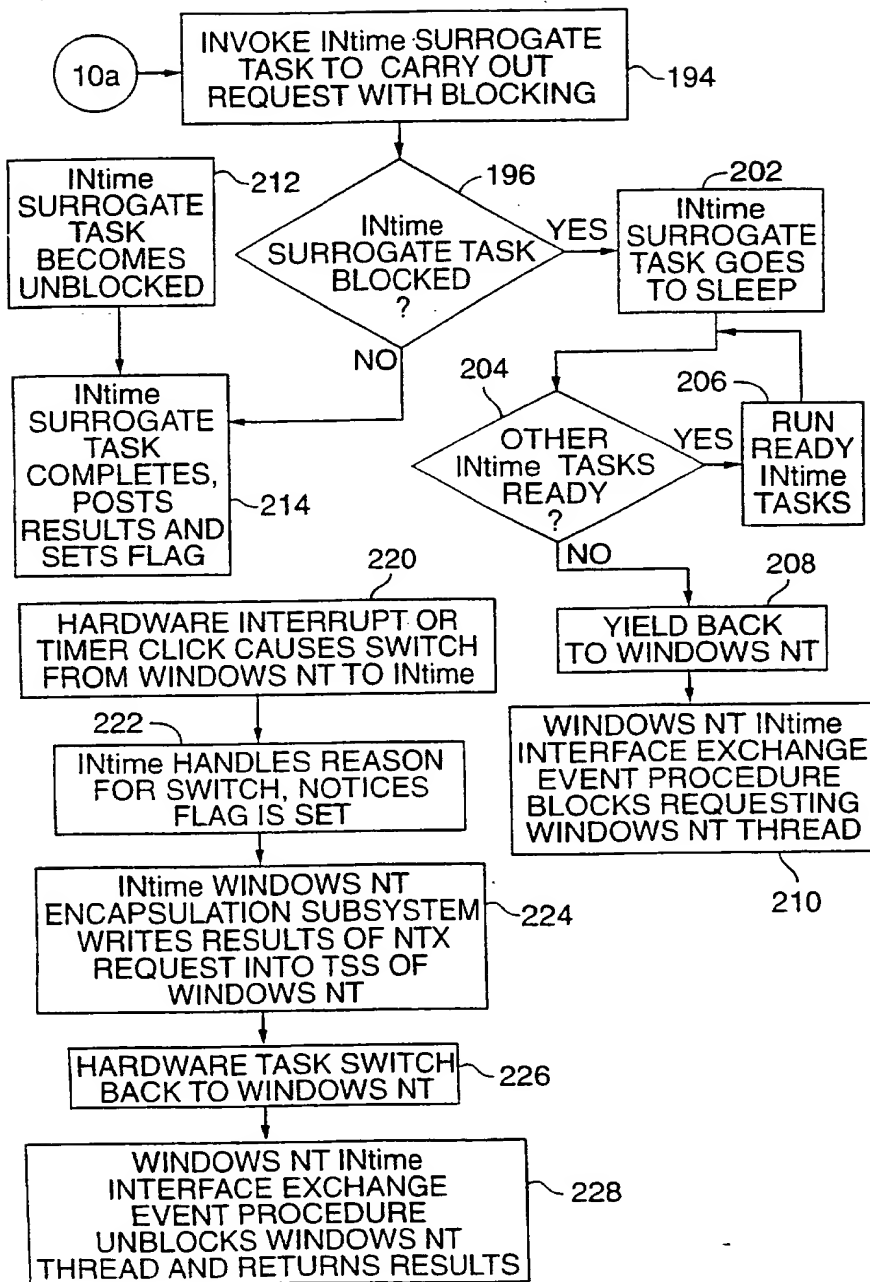 10a
INVOKE INtime SURROGATE
TASK TO CARRY OUT
REQUEST WITH BLOCKING
194
INtime
SURROGATE
TASK
BECOMES
UNBLOCKED
212
196
INtime
SURROGATE TASK
BLOCKED
?
YES
NO
202
INtime
SURROGATE
TASK GOES
TO SLEEP
204
OTHER
INtime TASKS
READY
?
YES
NO
206
RUN
READY
INtime
TASKS
INtime
SURROGATE
TASK
COMPLETES,
POSTS
RESULTS AND
SETS FLAG
214
208
YIELD BACK
TO WINDOWS NT
WINDOWS NT INtime
INTERFACE EXCHANGE
EVENT PROCEDURE
BLOCKS REQUESTING
WINDOWS NT THREAD
210
220
HARDWARE INTERRUPT OR
TIMER CLICK CAUSES SWITCH
FROM WINDOWS NT TO INtime
222
INtime HANDLES REASON
FOR SWITCH, NOTICES
FLAG IS SET
INtime WINDOWS NT
ENCAPSULATION SUBSYSTEM
WRITES RESULTS OF NTX
REQUEST INTO TSS OF
WINDOWS NT
224
HARDWARE TASK SWITCH
BACK TO WINDOWS NT
226
WINDOWS NT INtime
INTERFACE EXCHANGE
EVENT PROCEDURE
UNBLOCKS WINDOWS NT
THREAD AND RETURNS RESULTS
228